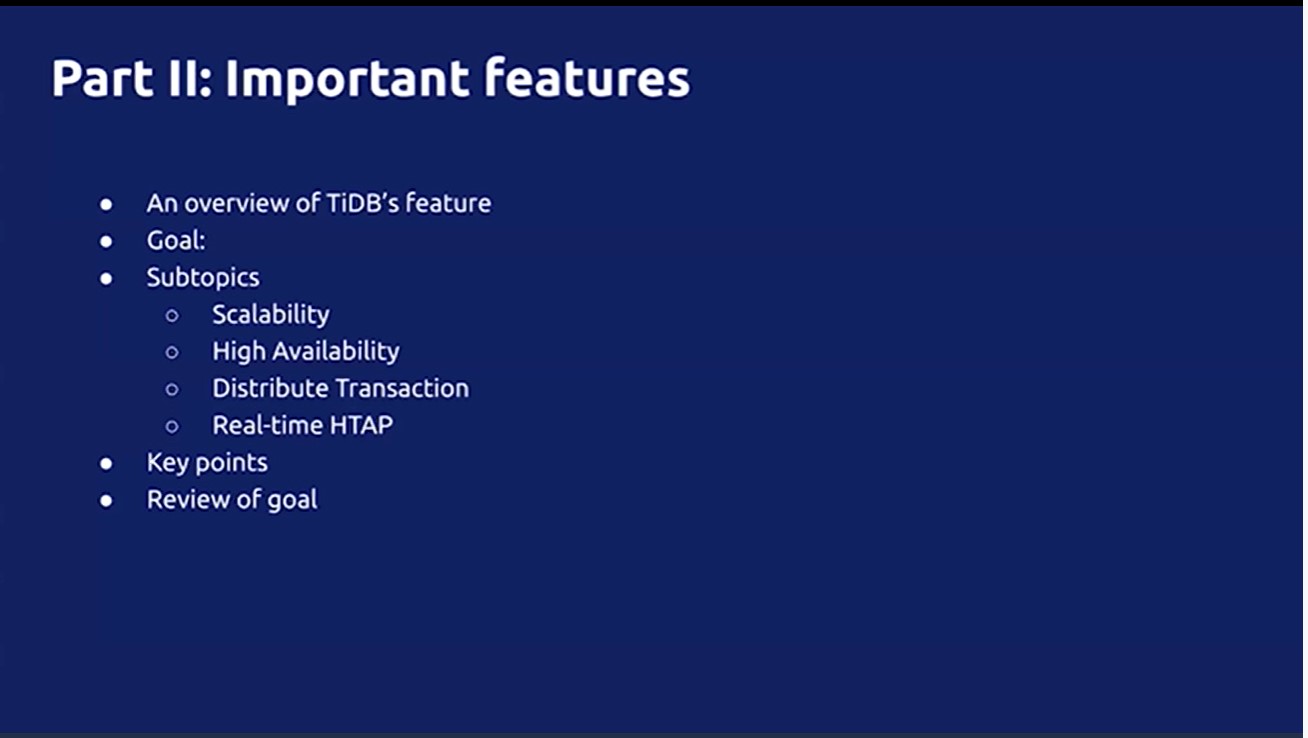 Part II: Important features
● An overview of TiDB's feature
● Goal:
● Subtopics
○ Scalability
○ High Availability
○ Distribute Transaction
○ Real-time HTAP
● Key points
● Review of goal